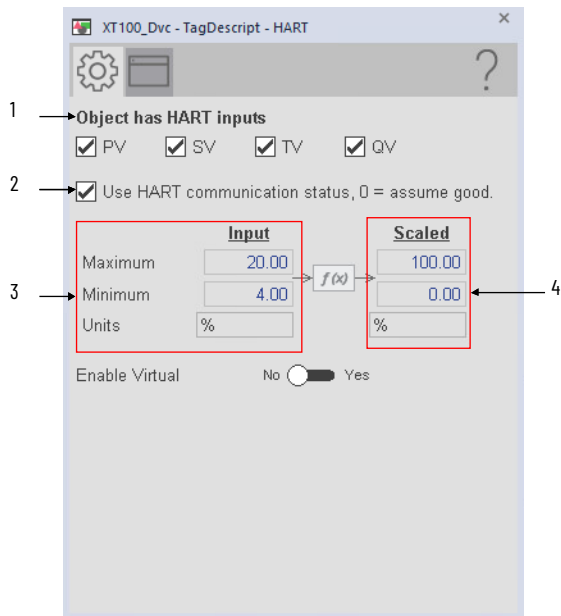 XT100_Dvc - TagDescript - HART ×
?
1 Object has HART inputs
PV SV TV QV
2 Use HART communication status, 0 = assume good.
Input Scaled
Maximum 20.00 f(x) 100.00
3 Minimum 4.00 0.00 4
Units % %
Enable Virtual No Yes